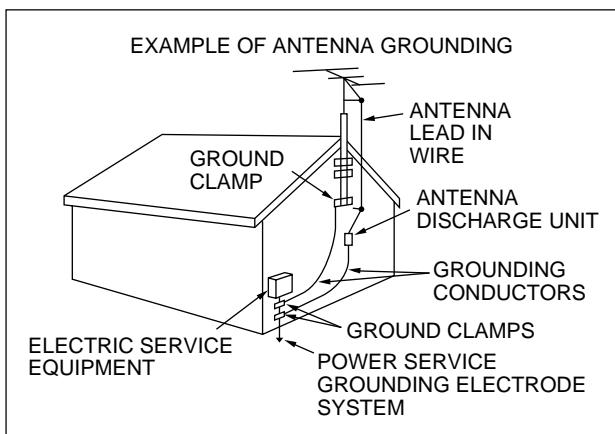 EXAMPLE OF ANTENNA GROUNDING
ANTENNA
LEAD IN
WIRE
GROUND
CLAMP
ANTENNA
DISCHARGE UNIT
GROUNDING
CONDUCTORS
GROUND CLAMPS
ELECTRIC SERVICE
EQUIPMENT
POWER SERVICE
GROUNDING ELECTRODE
SYSTEM